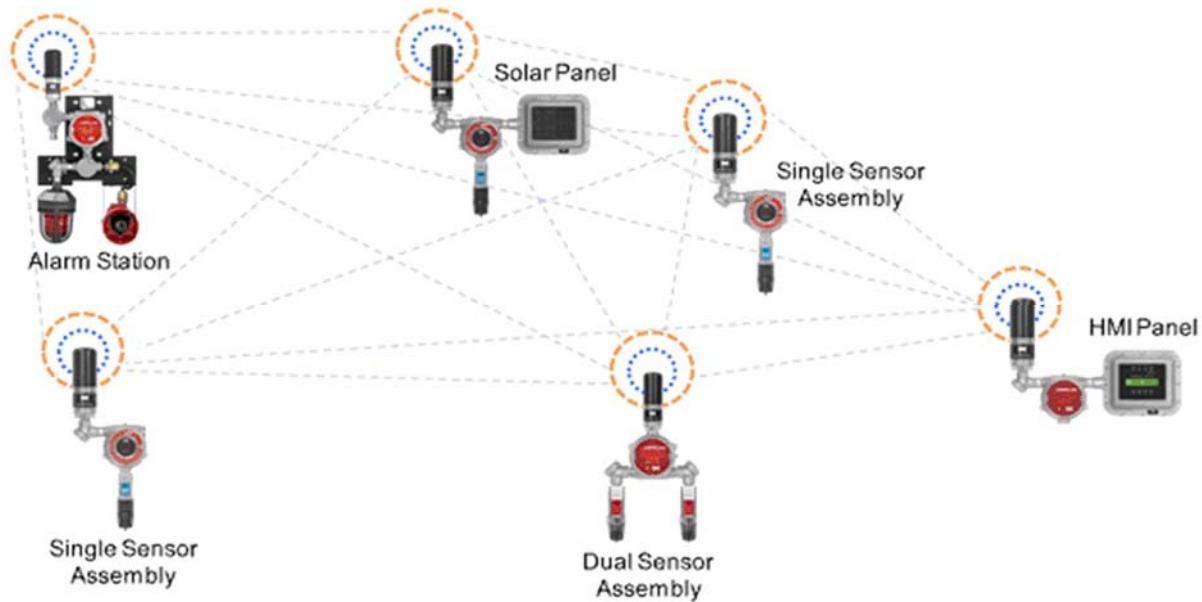 Solar Panel
Single Sensor
Assembly
Alarm Station
HMI Panel
Single Sensor
Assembly
Dual Sensor
Assembly